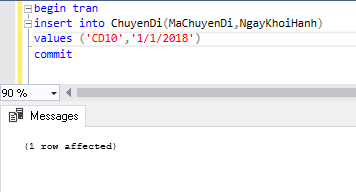 begin tran
insert into ChuyenDi(MaChuyenDi,NgayKhoiHanh)
values ('CD10','1/1/2018')
commit
90 %
Messages
(1 row affected)